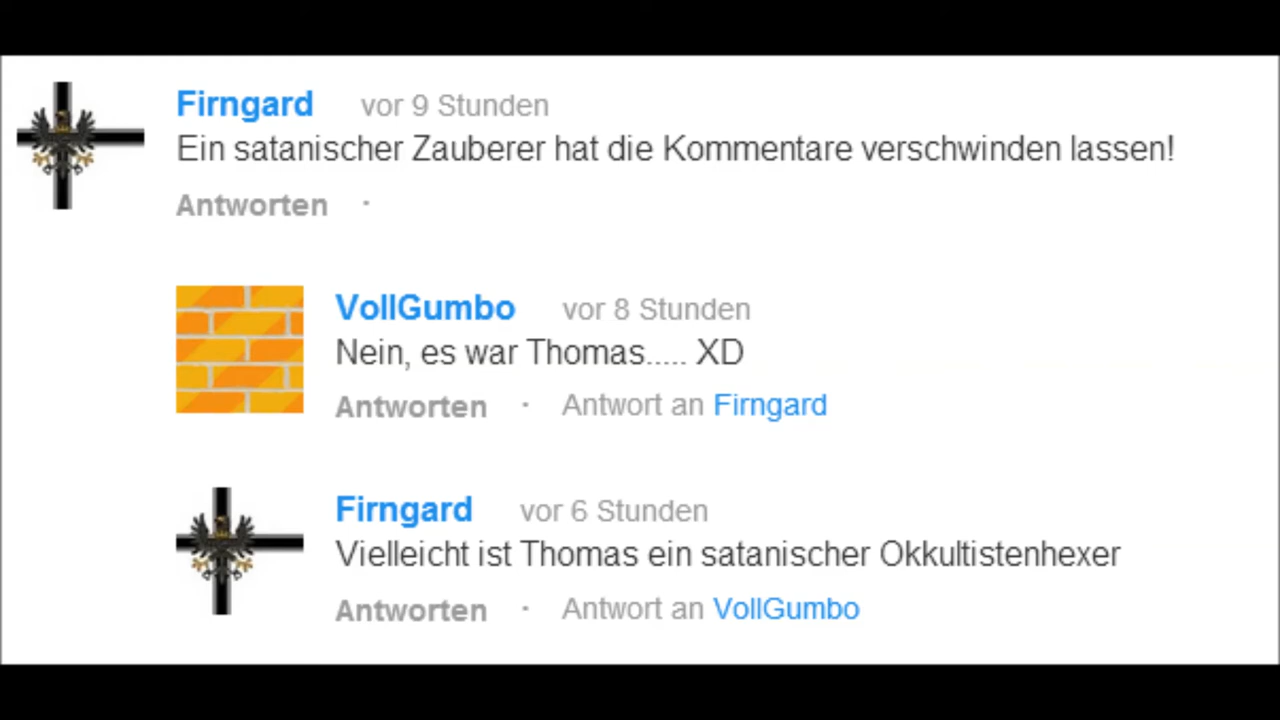 Firngard vor 9 Stunden
Ein satanischer Zauberer hat die Kommentare verschwinden lassen!
Antworten ·
VollGumbo vor 8 Stunden
Nein, es war Thomas..... XD
Antworten · Antwort an Firngard
Firngard vor 6 Stunden
Vielleicht ist Thomas ein satanischer Okkultistenhexer
Antworten · Antwort an VollGumbo